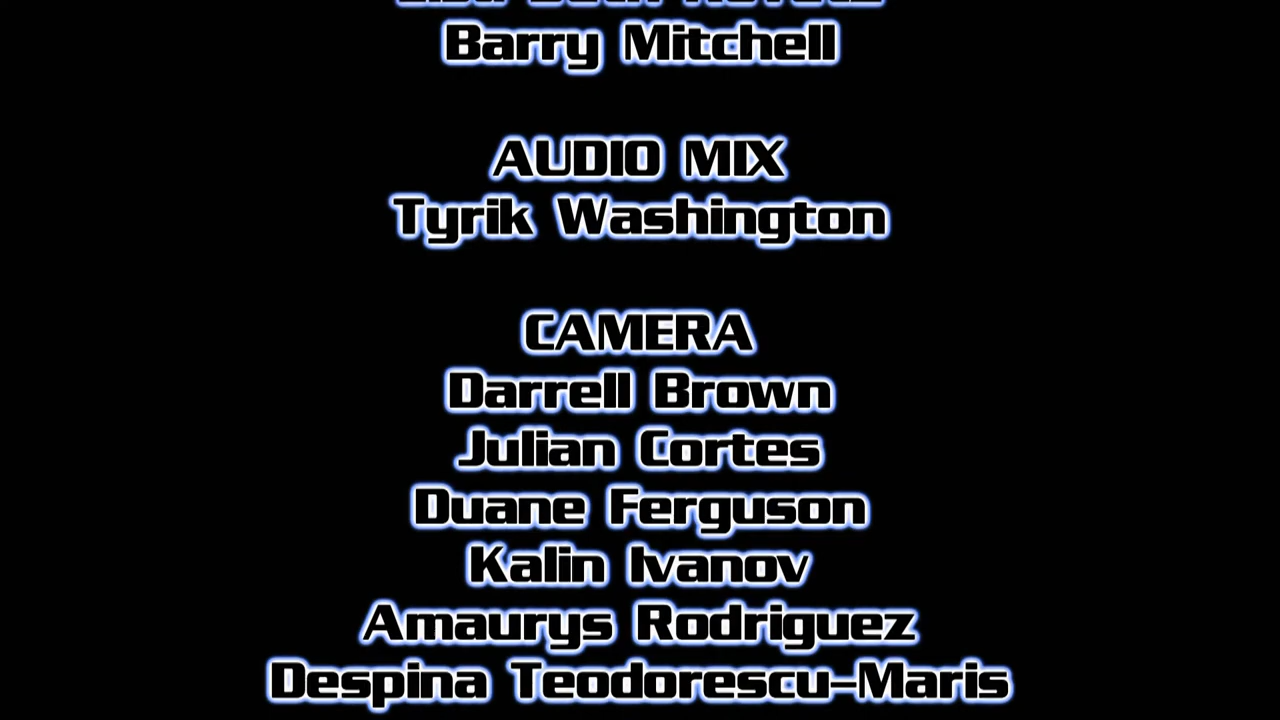 Barry Mitchell
AUDIO MIX
Tyrik Washington
CAMERA
Darrell Brown
Julian Cortes
Duane Ferguson
Kalin Ivanov
Amaurys Rodriguez
Despina Teodorescu-Maris